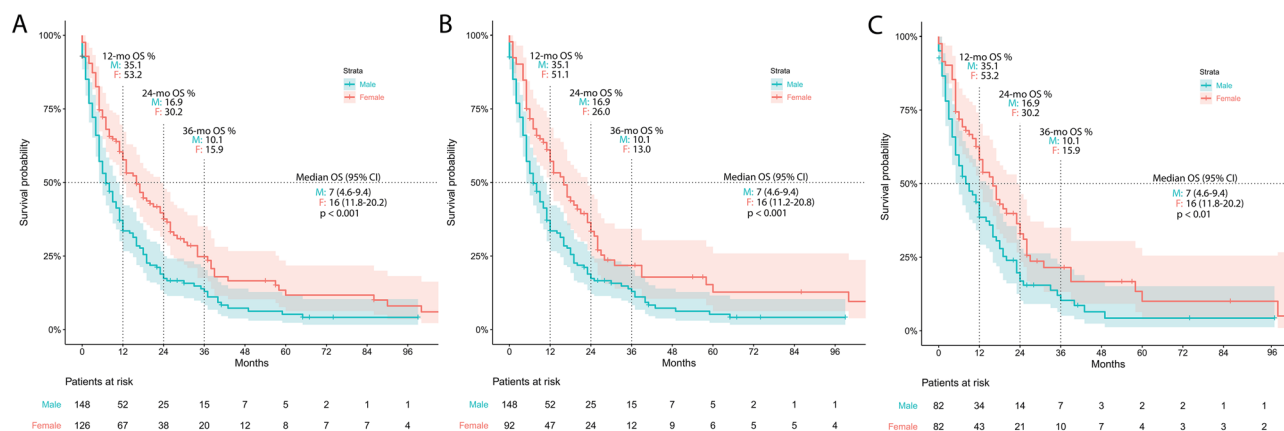 A
100%
75%
50%
25%
0%
Survival probability
12-mo OS %
M: 35.1
F: 53.2
24-mo OS %
M: 16.9
F: 30.2
36-mo OS %
M: 10.1
F: 15.9
Strata
Male
Female
Median OS (95% CI)
M: 7 (4.6-9.4)
F: 16 (11.8-20.2)
p < 0.001
0 12 24 36 48 60 72 84 96
Months
Patients at risk
Male 148 52 25 15 7 5 2 1 1
Female 126 67 38 20 12 8 7 7 4
B
100%
75%
50%
25%
0%
Survival probability
12-mo OS %
M: 35.1
F: 51.1
24-mo OS %
M: 16.9
F: 26.0
36-mo OS %
M: 10.1
F: 13.0
Strata
Male
Female
Median OS (95% CI)
M: 7 (4.6-9.4)
F: 16 (11.2-20.8)
p < 0.001
0 12 24 36 48 60 72 84 96
Months
Patients at risk
Male 148 52 25 15 7 5 2 1 1
Female 92 47 24 12 9 6 5 5 4
C
100%
75%
50%
25%
0%
Survival probability
12-mo OS %
M: 35.1
F: 53.2
24-mo OS %
M: 16.9
F: 30.2
36-mo OS %
M: 10.1
F: 15.9
Strata
Male
Female
Median OS (95% CI)
M: 7 (4.6-9.4)
F: 16 (11.8-20.2)
p < 0.01
0 12 24 36 48 60 72 84 96
Months
Patients at risk
Male 82 34 14 7 3 2 2 1 1
Female 82 43 21 10 7 4 3 3 2